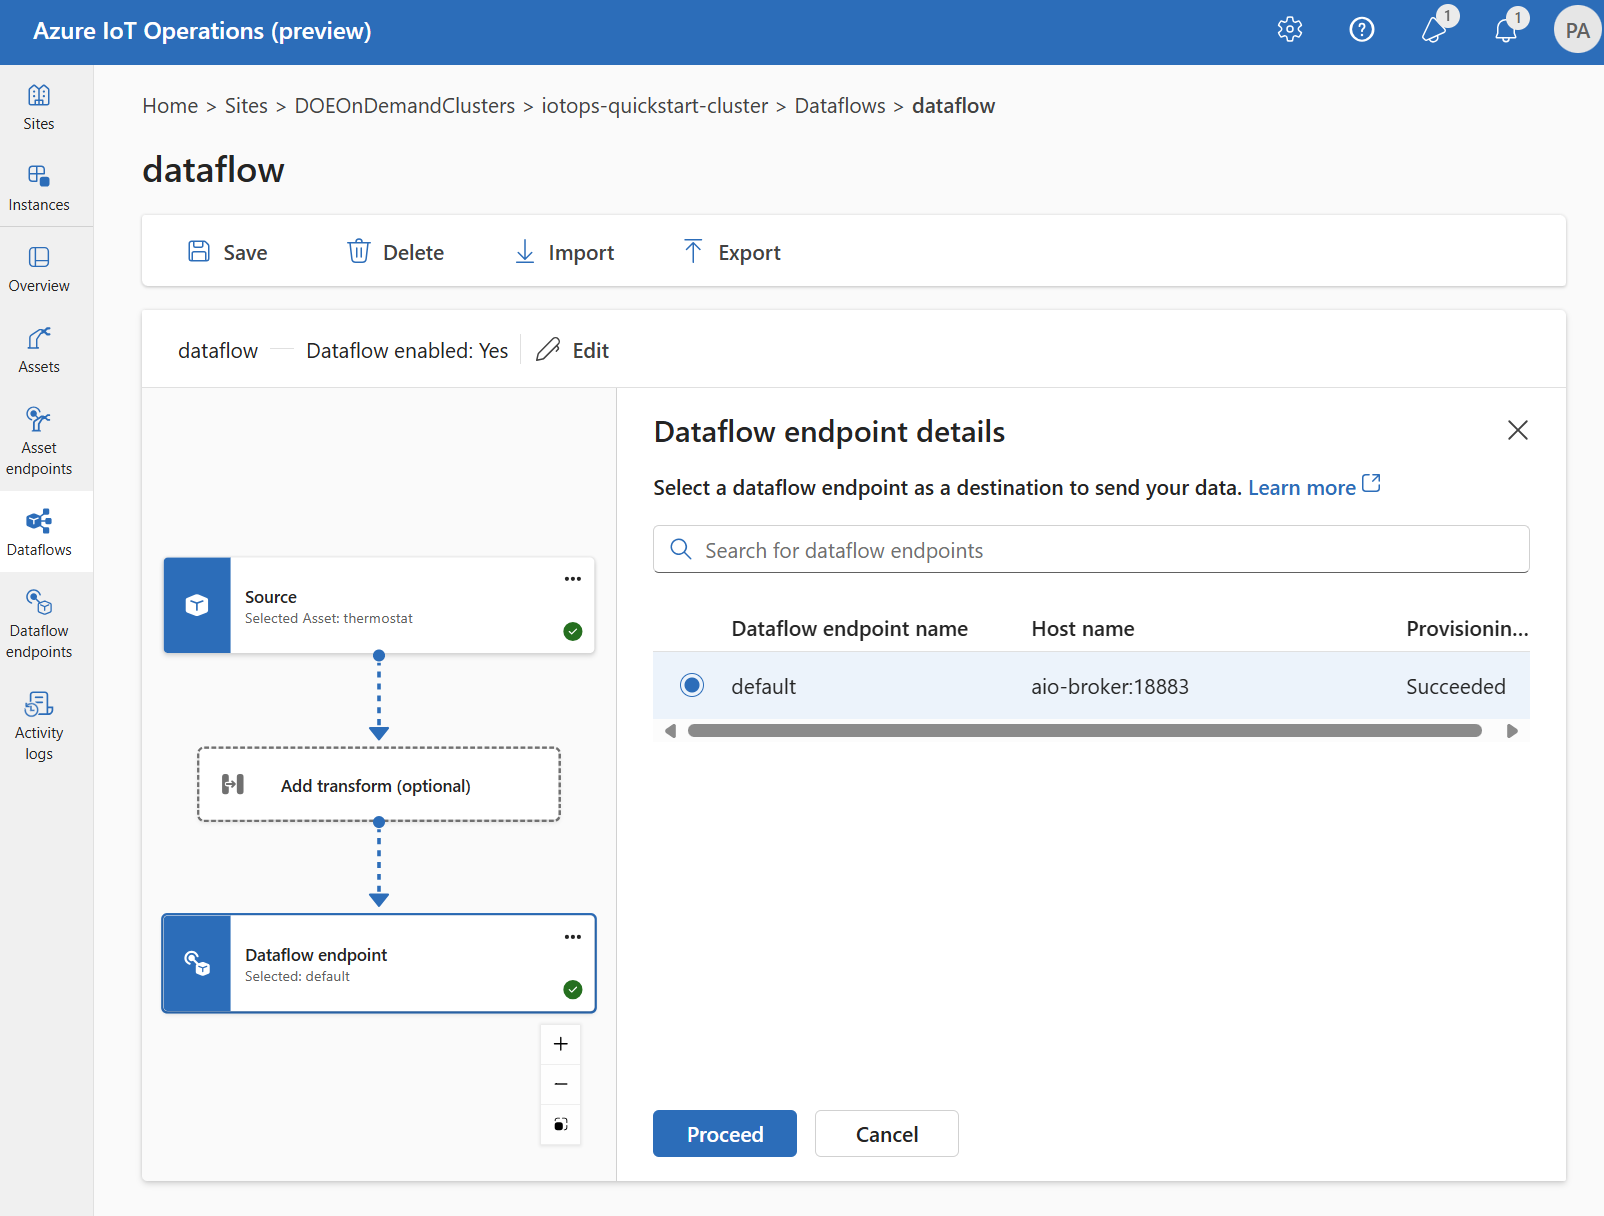 Azure IoT Operations (preview)
1
1
PA
Sites
Instances
Overview
Assets
Asset
endpoints
Dataflows
Dataflow
endpoints
Activity
logs
Home > Sites > DOEOnDemandClusters > iotops-quickstart-cluster > Dataflows > dataflow
dataflow
Save Delete Import Export
dataflow Dataflow enabled: Yes Edit
Source
Selected Asset: thermostat
Add transform (optional)
Dataflow endpoint
Selected: default
Dataflow endpoint details
Select a dataflow endpoint as a destination to send your data. Learn more
Search for dataflow endpoints
Dataflow endpoint name Host name Provisionin...
default aio-broker:18883 Succeeded
Proceed Cancel